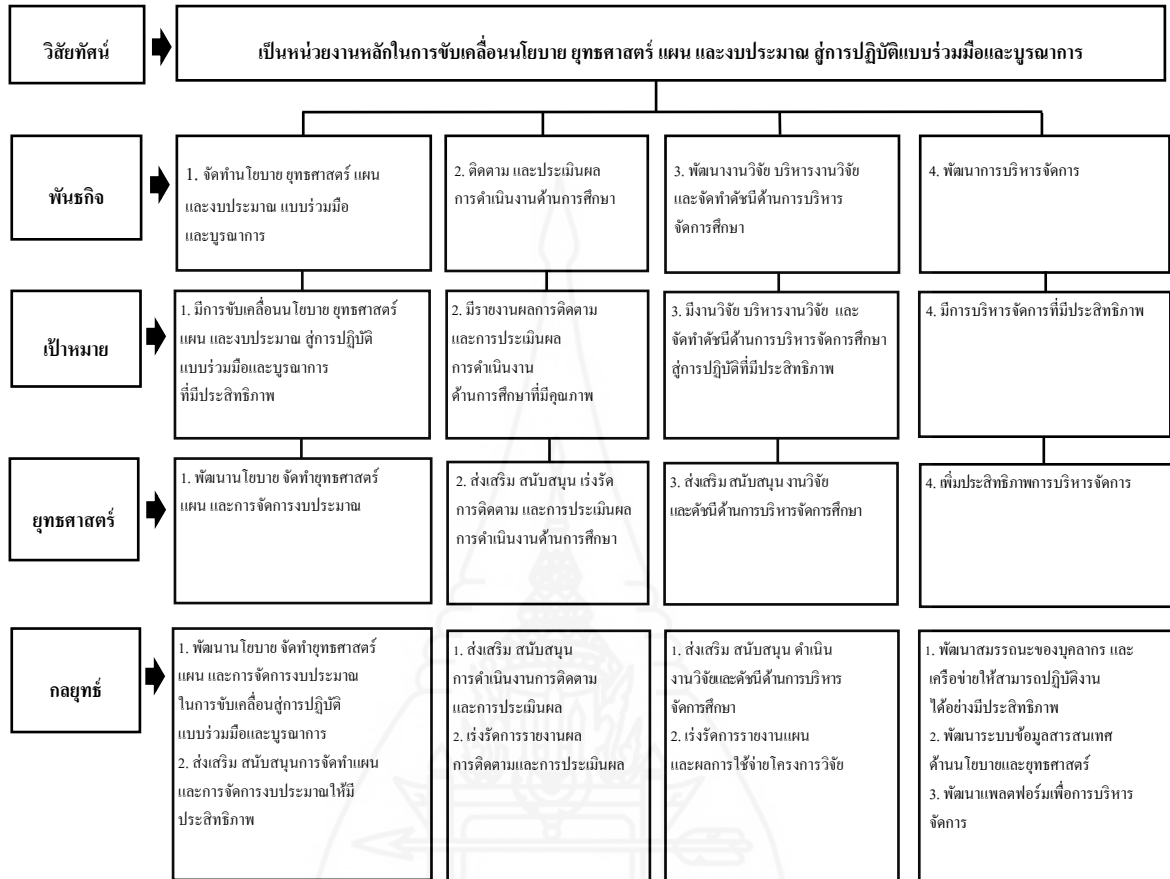 วิสัยทัศน์
เป็นหน่วยงานหลักในการขับเคลื่อนนโยบาย ยุทธศาสตร์ แผน และงบประมาณ สู่การปฏิบัติแบบร่วมมือและบูรณาการ
พันธกิจ
1. จัดทำนโยบาย ยุทธศาสตร์ แผน
และงบประมาณ แบบร่วมมือ
และบูรณาการ
2. ติดตาม และประเมินผล
การดำเนินงานด้านการศึกษา
3. พัฒนางานวิจัย บริหารงานวิจัย
และจัดทำดัชนีด้านการบริหาร
จัดการศึกษา
4. พัฒนาการบริหารจัดการ
เป้าหมาย
1. มีการขับเคลื่อนนโยบาย ยุทธศาสตร์
แผน และงบประมาณ สู่การปฏิบัติ
แบบร่วมมือและบูรณาการ
ที่มีประสิทธิภาพ
2. มีรายงานผลการติดตาม
และการประเมินผล
การดำเนินงาน
ด้านการศึกษาที่มีคุณภาพ
3. มีงานวิจัย บริหารงานวิจัย และ
จัดทำดัชนีด้านการบริหารจัดการศึกษา
สู่การปฏิบัติที่มีประสิทธิภาพ
4. มีการบริหารจัดการที่มีประสิทธิภาพ
ยุทธศาสตร์
1. พัฒนานโยบาย จัดทำยุทธศาสตร์
แผน และการจัดการงบประมาณ
2. ส่งเสริม สนับสนุน เร่งรัด
การติดตาม และการประเมินผล
การดำเนินงานด้านการศึกษา
3. ส่งเสริม สนับสนุน งานวิจัย
และดัชนีด้านการบริหารจัดการศึกษา
4. เพิ่มประสิทธิภาพการบริหารจัดการ
กลยุทธ์
1. พัฒนานโยบาย จัดทำยุทธศาสตร์
แผน และการจัดการงบประมาณ
ในการขับเคลื่อนสู่การปฏิบัติ
แบบร่วมมือและบูรณาการ
2. ส่งเสริม สนับสนุนการจัดทำแผน
และการจัดการงบประมาณให้มี
ประสิทธิภาพ
1. ส่งเสริม สนับสนุน
การดำเนินงานการติดตาม
และการประเมินผล
2. เร่งรัดการรายงานผล
การติดตามและการประเมินผล
1. ส่งเสริม สนับสนุน ดำเนิน
งานวิจัยและดัชนีด้านการบริหาร
จัดการศึกษา
2. เร่งรัดการรายงานแผน
และผลการใช้จ่ายโครงการวิจัย
1. พัฒนาสมรรถนะของบุคลากร และ
เครือข่ายให้สามารถปฏิบัติงาน
ได้อย่างมีประสิทธิภาพ
2. พัฒนาระบบข้อมูลสารสนเทศ
ด้านนโยบายและยุทธศาสตร์
3. พัฒนาแพลตฟอร์มเพื่อการบริหาร
จัดการ